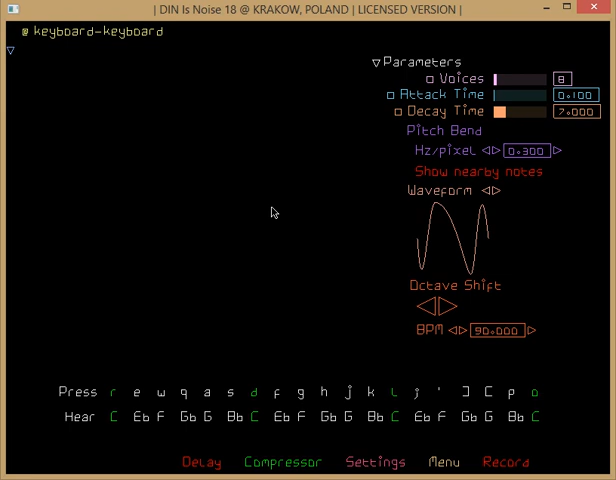 | DIN Is Noise 18 @ KRAKOW, POLAND | LICENSED VERSION |
@ keyboard-keyboard
Parameters
Voices 8
Attack Time 0.100
Decay Time 7.000
Pitch Bend
Hz/pixel 0.300
Show nearby notes
Waveform
Octave Shift
BPM 90.000
Press r e w q a s d f g h j k l ; ' ] [ p o
Hear C Eb F Gb G Bb C Eb F Gb G Bb C Eb F Gb G Bb C
Delay Compressor Settings Menu Record